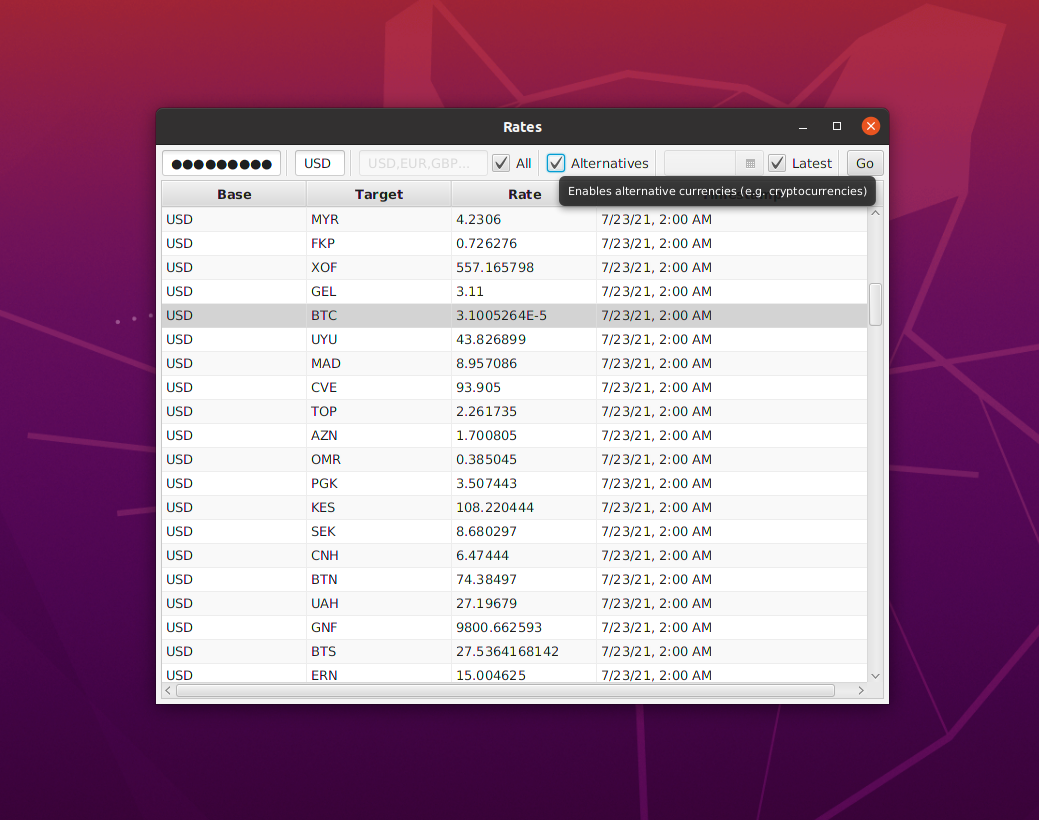 Rates
●●●●●●●●● USD USD,EUR,GBP... All Alternatives Latest Go
Enables alternative currencies (e.g. cryptocurrencies)
Base Target Rate
USD MYR 4.2306 7/23/21, 2:00 AM
USD FKP 0.726276 7/23/21, 2:00 AM
USD XOF 557.165798 7/23/21, 2:00 AM
USD GEL 3.11 7/23/21, 2:00 AM
USD BTC 3.1005264E-5 7/23/21, 2:00 AM
USD UYU 43.826899 7/23/21, 2:00 AM
USD MAD 8.957086 7/23/21, 2:00 AM
USD CVE 93.905 7/23/21, 2:00 AM
USD TOP 2.261735 7/23/21, 2:00 AM
USD AZN 1.700805 7/23/21, 2:00 AM
USD OMR 0.385045 7/23/21, 2:00 AM
USD PGK 3.507443 7/23/21, 2:00 AM
USD KES 108.220444 7/23/21, 2:00 AM
USD SEK 8.680297 7/23/21, 2:00 AM
USD CNH 6.47444 7/23/21, 2:00 AM
USD BTN 74.38497 7/23/21, 2:00 AM
USD UAH 27.19679 7/23/21, 2:00 AM
USD GNF 9800.662593 7/23/21, 2:00 AM
USD BTS 27.5364168142 7/23/21, 2:00 AM
USD ERN 15.004625 7/23/21, 2:00 AM